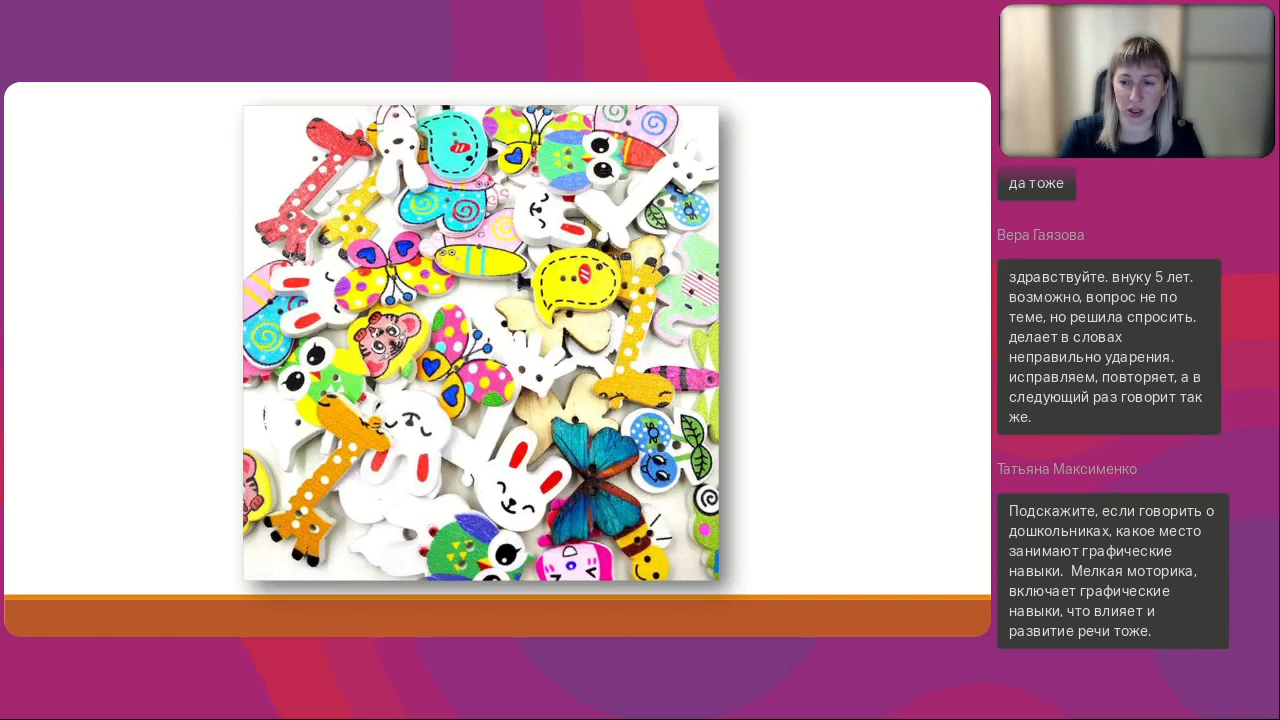 да тоже
Вера Гаязова
здравствуйте. внуку 5 лет.
возможно, вопрос не по
теме, но решила спросить.
делает в словах
неправильно ударения.
исправляем, повторяет, а в
следующий раз говорит так
же.
Татьяна Максименко
Подскажите, если говорить о
дошкольниках, какое место
занимают графические
навыки.  Мелкая моторика,
включает графические
навыки, что влияет и
развитие речи тоже.